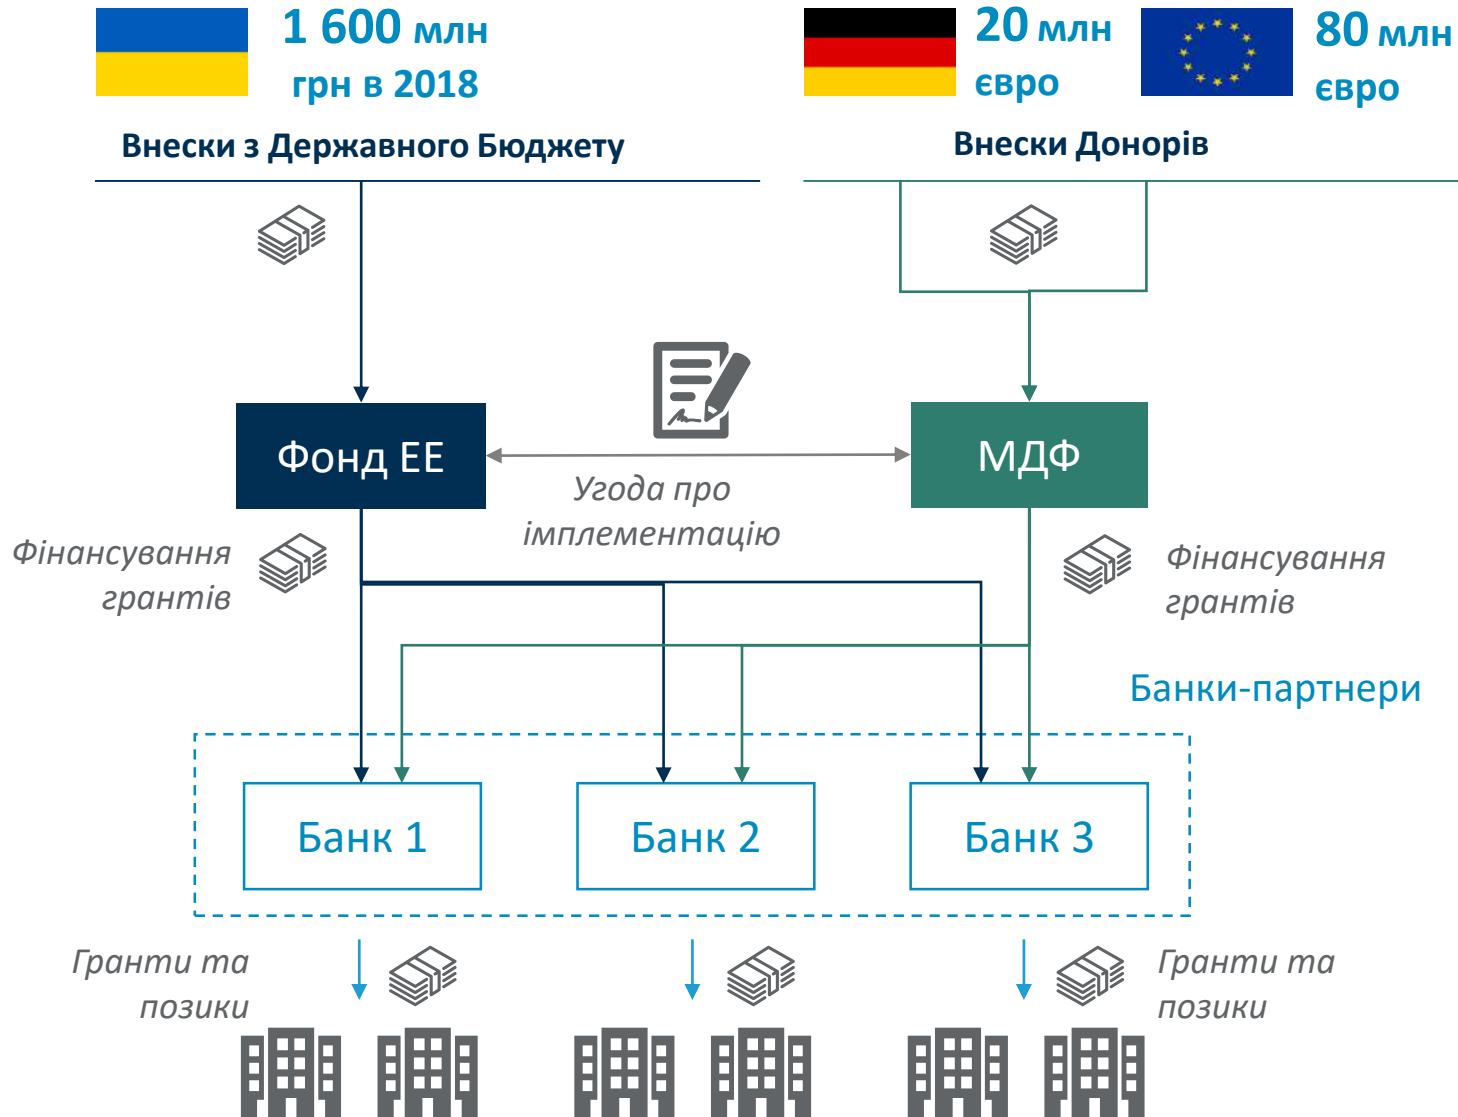 1 600 млн
грн в 2018
20 млн
євро
80 млн
євро
Внески з Державного Бюджету
Внески Донорів
Фонд ЕЕ
МДФ
Угода про
імплементацію
Фінансування
грантів
Фінансування
грантів
Банки-партнери
Банк 1
Банк 2
Банк 3
Гранти та
позики
Гранти та
позики